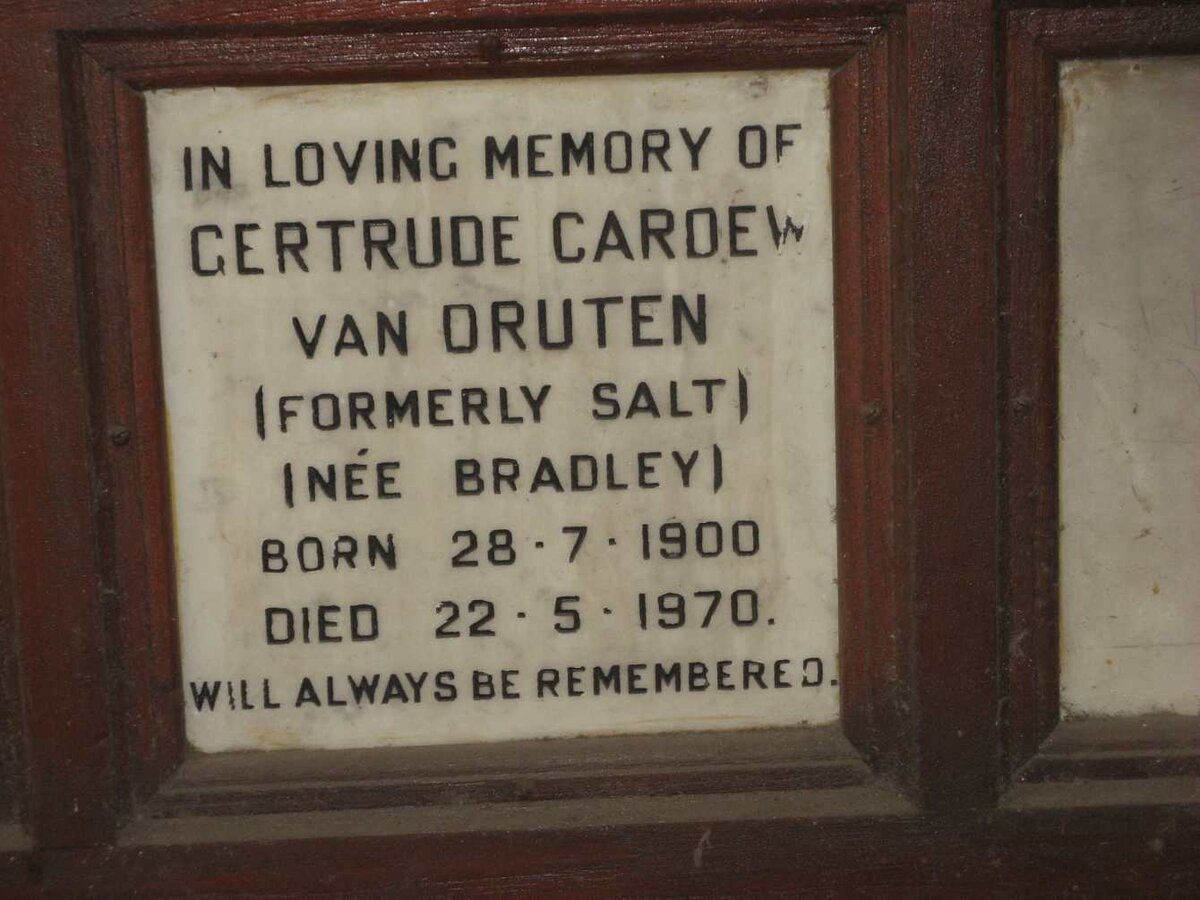 IN LOVING MEMORY OF
GERTRUDE CARDEW
VAN DRUTEN
(FORMERLY SALT)
(NÉE BRADLEY)
BORN 28·7·1900
DIED 22·5·1970.
WILL ALWAYS BE REMEMBERED.